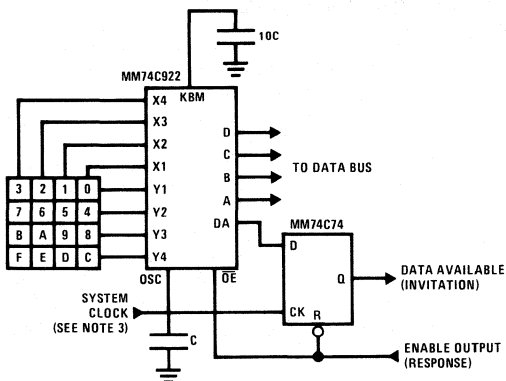 10C
MM74C922
KBM
X4
X3
X2
X1
Y1
Y2
Y3
Y4
D
C
B
A
DA
TO DATA BUS
3 2 1 0
7 6 5 4
B A 9 8
F E D C
OSC
OE
MM74C74
D
Q
CK
R
DATA AVAILABLE
(INVITATION)
SYSTEM
CLOCK
(SEE NOTE 3)
C
ENABLE OUTPUT
(RESPONSE)